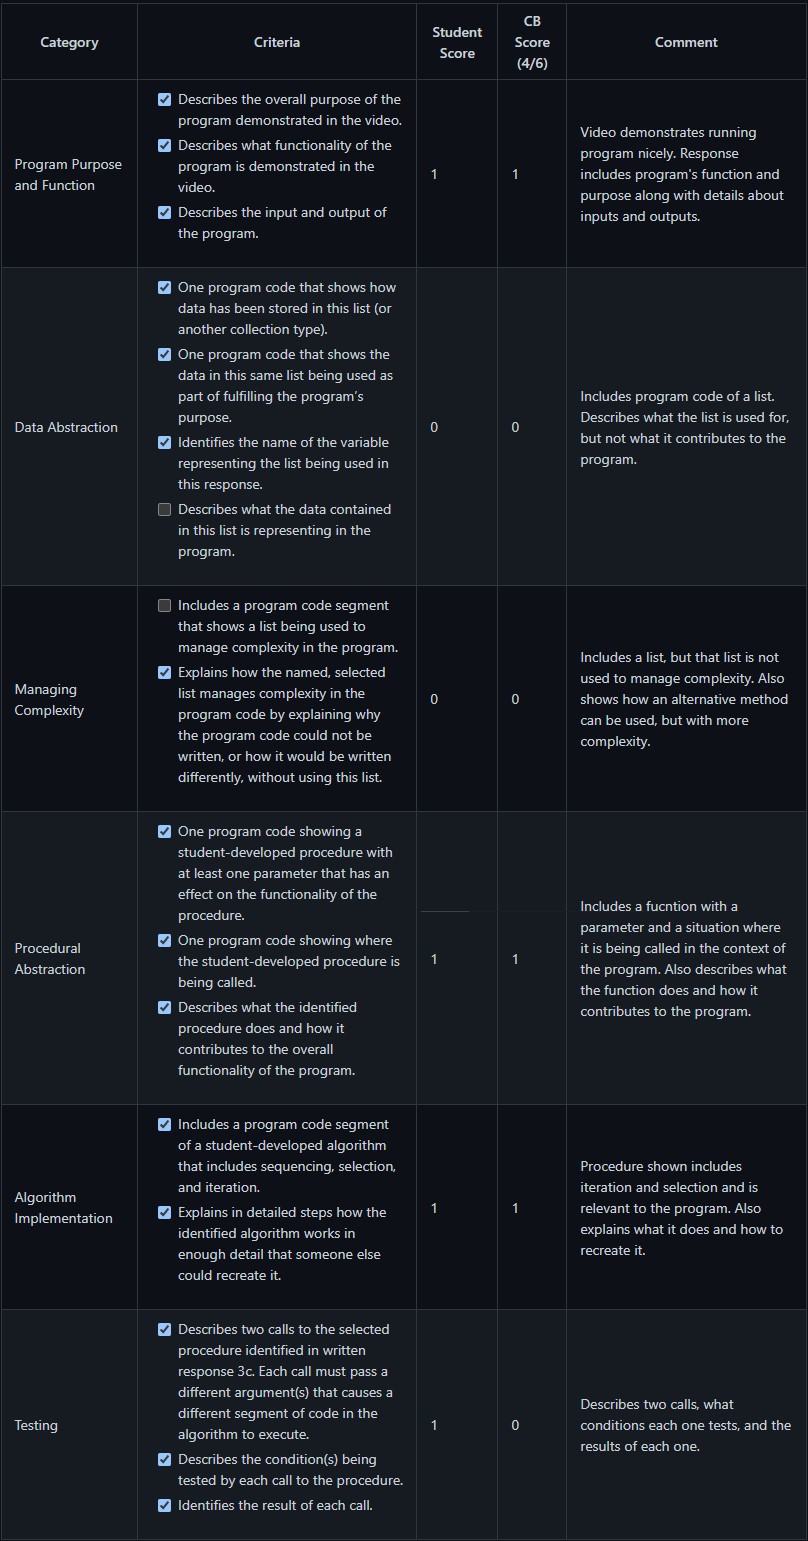 Category
Criteria
Student
Score
CB
Score
(4/6)
Comment
Program Purpose
and Function
Describes the overall purpose of the
program demonstrated in the video.
Describes what functionality of the
program is demonstrated in the
video.
Describes the input and output of
the program.
1
1
Video demonstrates running
program nicely. Response
includes program's function and
purpose along with details about
inputs and outputs.
Data Abstraction
One program code that shows how
data has been stored in this list (or
another collection type).
One program code that shows the
data in this same list being used as
part of fulfilling the program’s
purpose.
Identifies the name of the variable
representing the list being used in
this response.
Describes what the data contained
in this list is representing in the
program.
0
0
Includes program code of a list.
Describes what the list is used for,
but not what it contributes to the
program.
Managing
Complexity
Includes a program code segment
that shows a list being used to
manage complexity in the program.
Explains how the named, selected
list manages complexity in the
program code by explaining why
the program code could not be
written, or how it would be written
differently, without using this list.
0
0
Includes a list, but that list is not
used to manage complexity. Also
shows how an alternative method
can be used, but with more
complexity.
Procedural
Abstraction
One program code showing a
student-developed procedure with
at least one parameter that has an
effect on the functionality of the
procedure.
One program code showing where
the student-developed procedure is
being called.
Describes what the identified
procedure does and how it
contributes to the overall
functionality of the program.
1
1
Includes a fucntion with a
parameter and a situation where
it is being called in the context of
the program. Also describes what
the function does and how it
contributes to the program.
Algorithm
Implementation
Includes a program code segment
of a student-developed algorithm
that includes sequencing, selection,
and iteration.
Explains in detailed steps how the
identified algorithm works in
enough detail that someone else
could recreate it.
1
1
Procedure shown includes
iteration and selection and is
relevant to the program. Also
explains what it does and how to
recreate it.
Testing
Describes two calls to the selected
procedure identified in written
response 3c. Each call must pass a
different argument(s) that causes a
different segment of code in the
algorithm to execute.
Describes the condition(s) being
tested by each call to the procedure.
Identifies the result of each call.
1
0
Describes two calls, what
conditions each one tests, and the
results of each one.